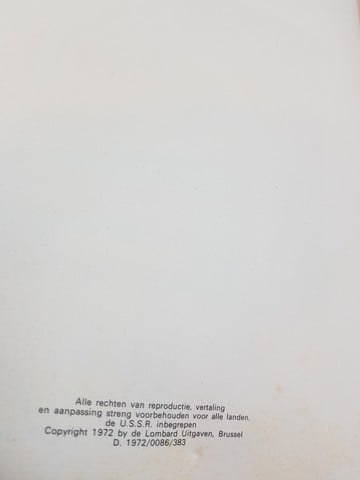 Alle rechten van reproductie, vertaling
en aanpassing streng voorbehouden voor alle landen,
de U.S.S.R. inbegrepen
Copyright 1972 by de Lombard Uitgaven, Brussel
D. 1972/0086/383